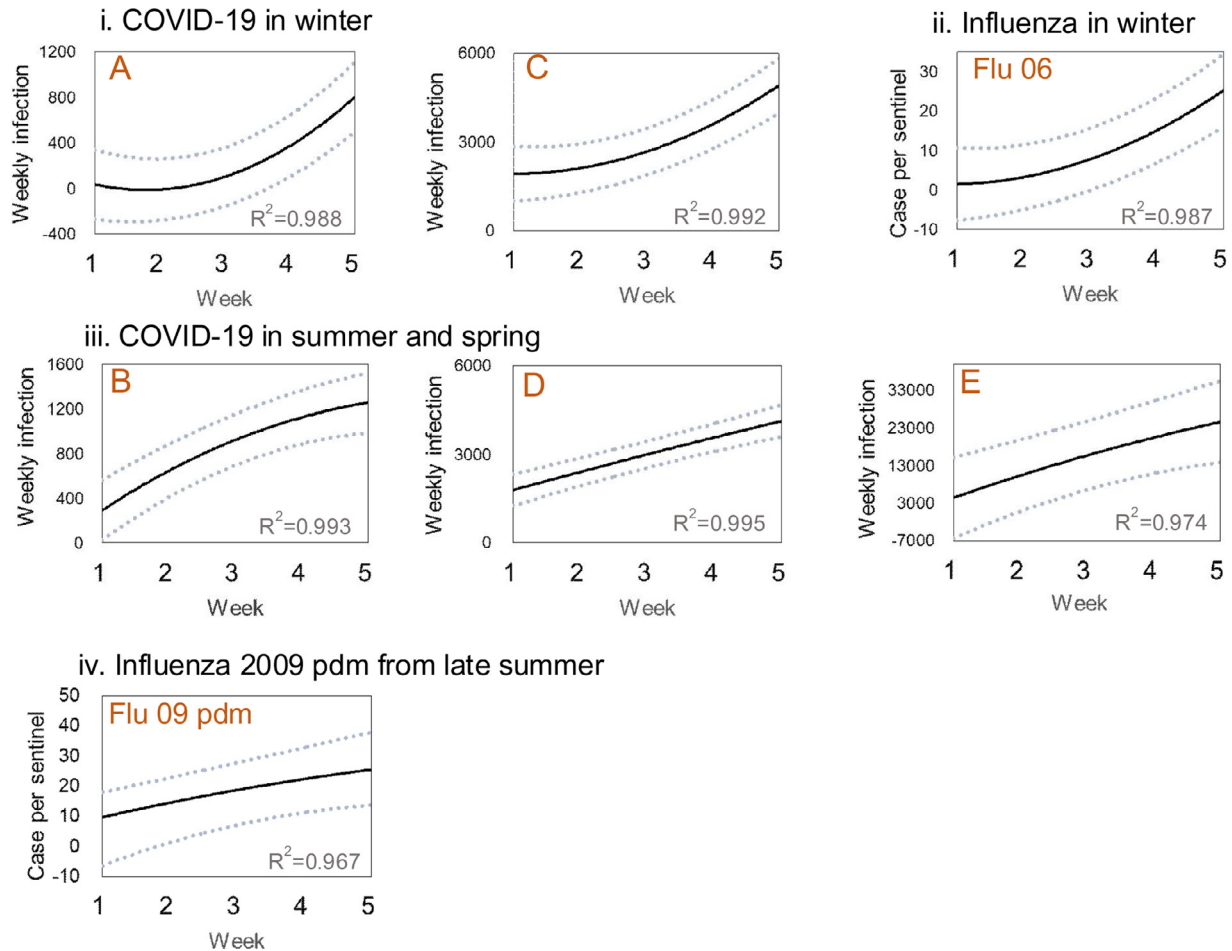 i. COVID-19 in winter
ii. Influenza in winter
A
Weekly infection
1200
800
400
0
-400
R²=0.988
1 2 3 4 5
Week
C
Weekly infection
6000
3000
0
R²=0.992
1 2 3 4 5
Week
Flu 06
Case per sentinel
30
20
10
0
-10
R²=0.987
1 2 3 4 5
Week
iii. COVID-19 in summer and spring
B
Weekly infection
1600
1200
800
400
0
R²=0.993
1 2 3 4 5
Week
D
Weekly infection
6000
3000
0
R²=0.995
1 2 3 4 5
Week
E
Weekly infection
33000
23000
13000
3000
-7000
R²=0.974
1 2 3 4 5
Week
iv. Influenza 2009 pdm from late summer
Flu 09 pdm
Case per sentinel
50
40
30
20
10
0
-10
R²=0.967
1 2 3 4 5
Week